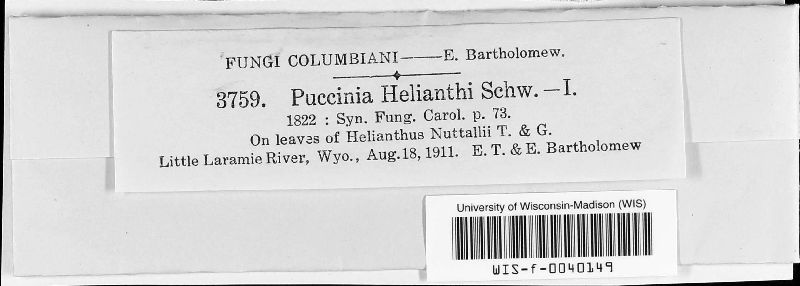 FUNGI COLUMBIANI——E. Bartholomew.
3759. Puccinia Helianthi Schw.—I.
1822 : Syn. Fung. Carol. p. 73.
On leaves of Helianthus Nuttallii T. & G.
Little Laramie River, Wyo., Aug. 18, 1911. E. T. & E. Bartholomew
University of Wisconsin-Madison (WIS)
WIS-f-0040149